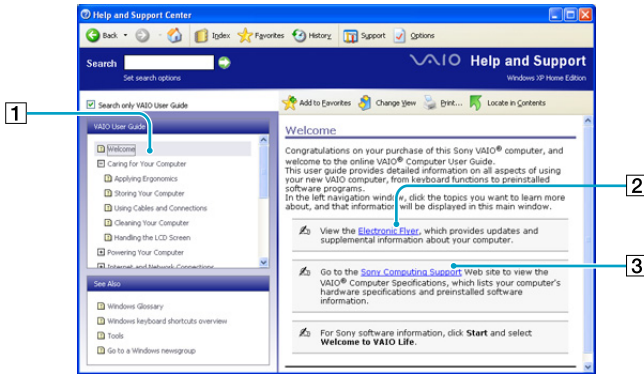 Help and Support Center
Back
Index
Favorites
History
Support
Options
Search
Set search options
VAIO Help and Support
Windows XP Home Edition
Search only VAIO User Guide
Add to Favorites
Change View
Print...
Locate in Contents
1
VAIO User Guide
Welcome
Caring for Your Computer
Applying Ergonomics
Storing Your Computer
Using Cables and Connections
Cleaning Your Computer
Handling the LCD Screen
Powering Your Computer
Internet and Network Connections
See Also
Windows Glossary
Windows keyboard shortcuts overview
Tools
Go to a Windows newsgroup
Welcome
Congratulations on your purchase of this Sony VAIO® computer, and
welcome to the online VAIO® Computer User Guide.
This user guide provides detailed information on all aspects of using
your new VAIO computer, from keyboard functions to preinstalled
software programs.
In the left navigation window, click the topics you want to learn more
about, and that information will be displayed in this main window.
2
View the Electronic Flyer, which provides updates and
supplemental information about your computer.
3
Go to the Sony Computing Support Web site to view the
VAIO® Computer Specifications, which lists your computer's
hardware specifications and preinstalled software
information.
For Sony software information, click Start and select
Welcome to VAIO Life.